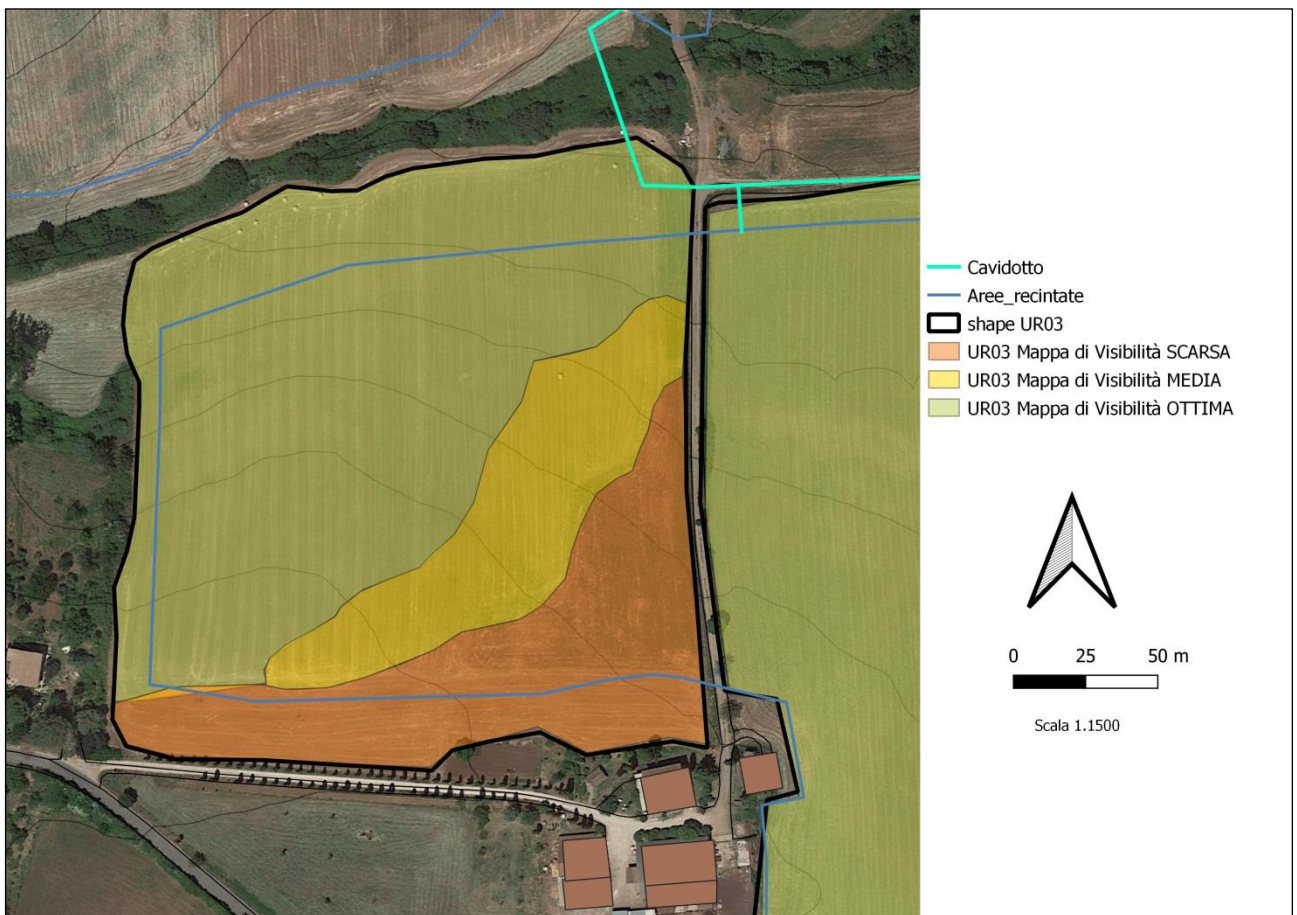 Cavidotto
Aree_recintate
shape UR03
UR03 Mappa di Visibilità SCARSA
UR03 Mappa di Visibilità MEDIA
UR03 Mappa di Visibilità OTTIMA
0 25 50 m
Scala 1.1500